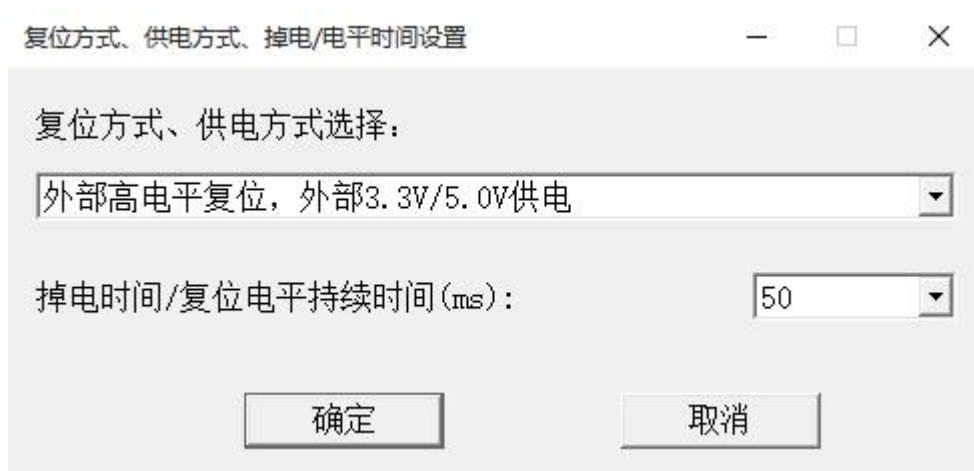 复位方式、供电方式、掉电/电平时间设置
复位方式、供电方式选择：
外部高电平复位，外部3.3V/5.0V供电
掉电时间/复位电平持续时间(ms): 50
确定 取消